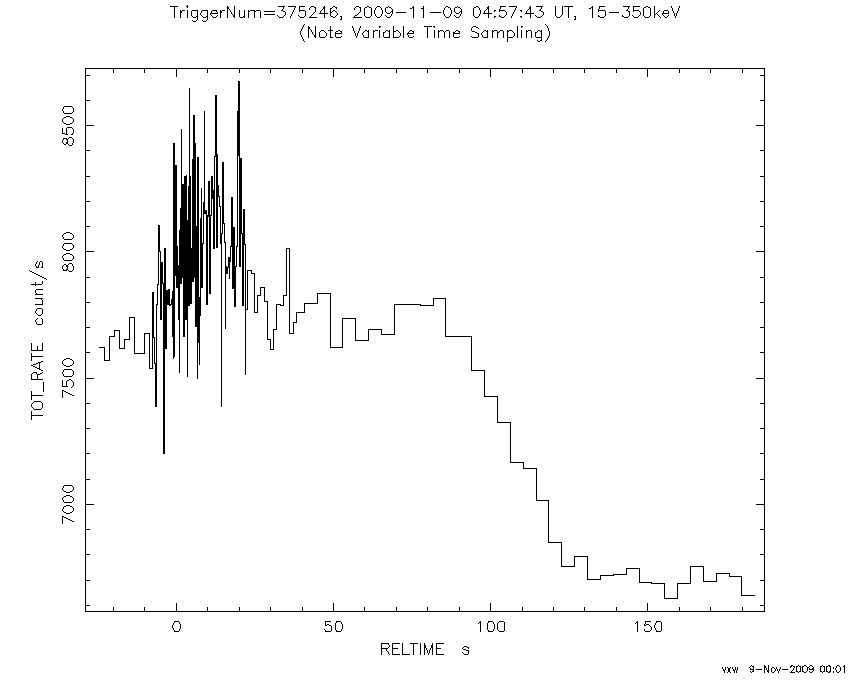 TriggerNum=375246, 2009-11-09 04:57:43 UT, 15-350keV
(Note Variable Time Sampling)
8500
8000
7500
7000
TOT_RATE count/s
0 50 100 150
RELTIME s
vxw 9-Nov-2009 00:01